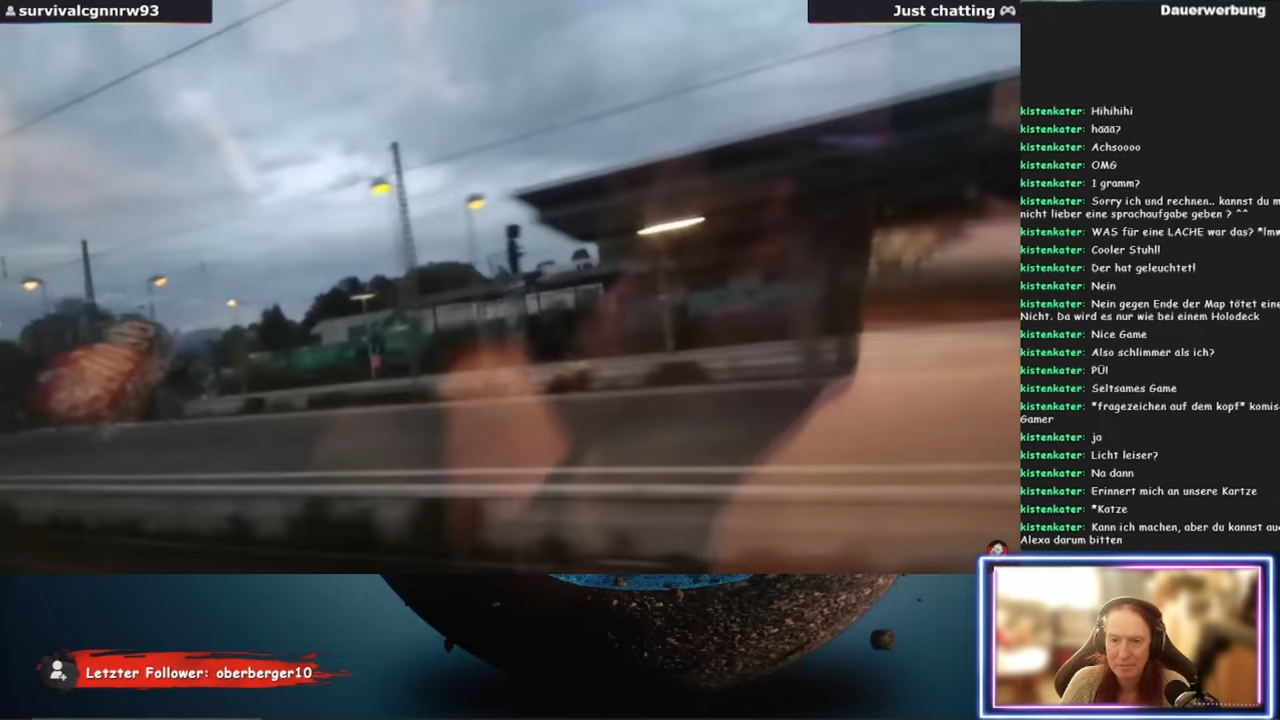 survivalcgnnrw93
Just chatting
Dauerwerbung
kistenkater: Hihihihi
kistenkater: häää?
kistenkater: Achsoooo
kistenkater: OMG
kistenkater: 1 gramm?
kistenkater: Sorry ich und rechnen.. kannst du m
nicht lieber eine sprachaufgabe geben ? ^^
kistenkater: WAS für eine LACHE war das? *lmw
kistenkater: Cooler Stuhl!
kistenkater: Der hat geleuchtet!
kistenkater: Nein
kistenkater: Nein gegen Ende der Map tötet eine
Nicht. Da wird es nur wie bei einem Holodeck
kistenkater: Nice Game
kistenkater: Also schlimmer als ich?
kistenkater: PÜ!
kistenkater: Seltsames Game
kistenkater: *fragezeichen auf dem kopf* komis
Gamer
kistenkater: ja
kistenkater: Licht leiser?
kistenkater: Na dann
kistenkater: Erinnert mich an unsere Kartze
kistenkater: *Katze
kistenkater: Kann ich machen, aber du kannst au
Alexa darum bitten
Letzter Follower: oberberger10